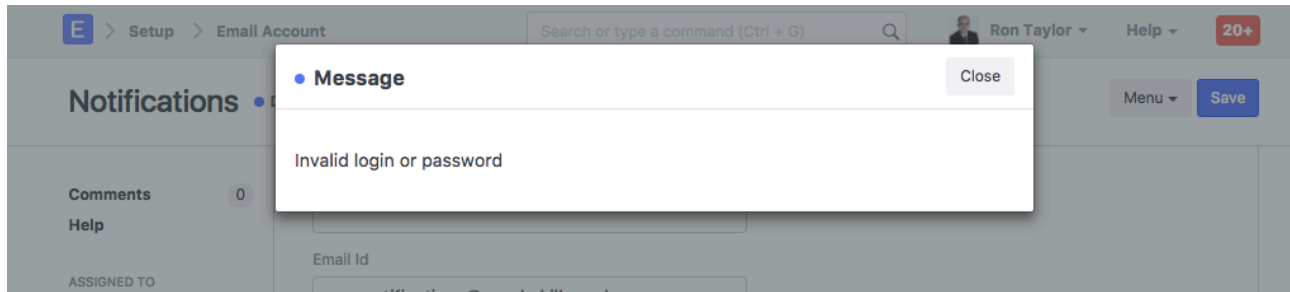 E > Setup > Email Account
Search or type a command (Ctrl + G)
Ron Taylor
Help
20+
Message
Close
Notifications
Menu
Save
Invalid login or password
Comments 0
Help
Email Id
ASSIGNED TO